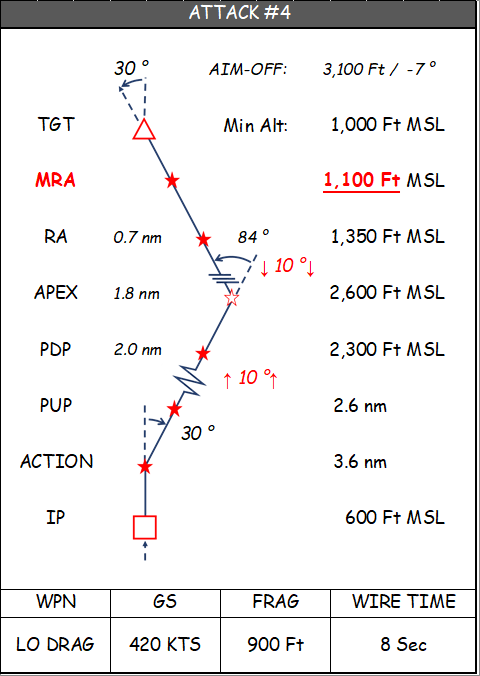 ATTACK #4
30 ° AIM-OFF: 3,100 Ft / -7 °
TGT Min Alt: 1,000 Ft MSL
MRA 1,100 Ft MSL
RA 0.7 nm 84 ° 1,350 Ft MSL
↓ 10 °↓
APEX 1.8 nm 2,600 Ft MSL
PDP 2.0 nm 2,300 Ft MSL
↑ 10 °↑
PUP 2.6 nm
30 °
ACTION 3.6 nm
IP 600 Ft MSL
WPN GS FRAG WIRE TIME
LO DRAG 420 KTS 900 Ft 8 Sec